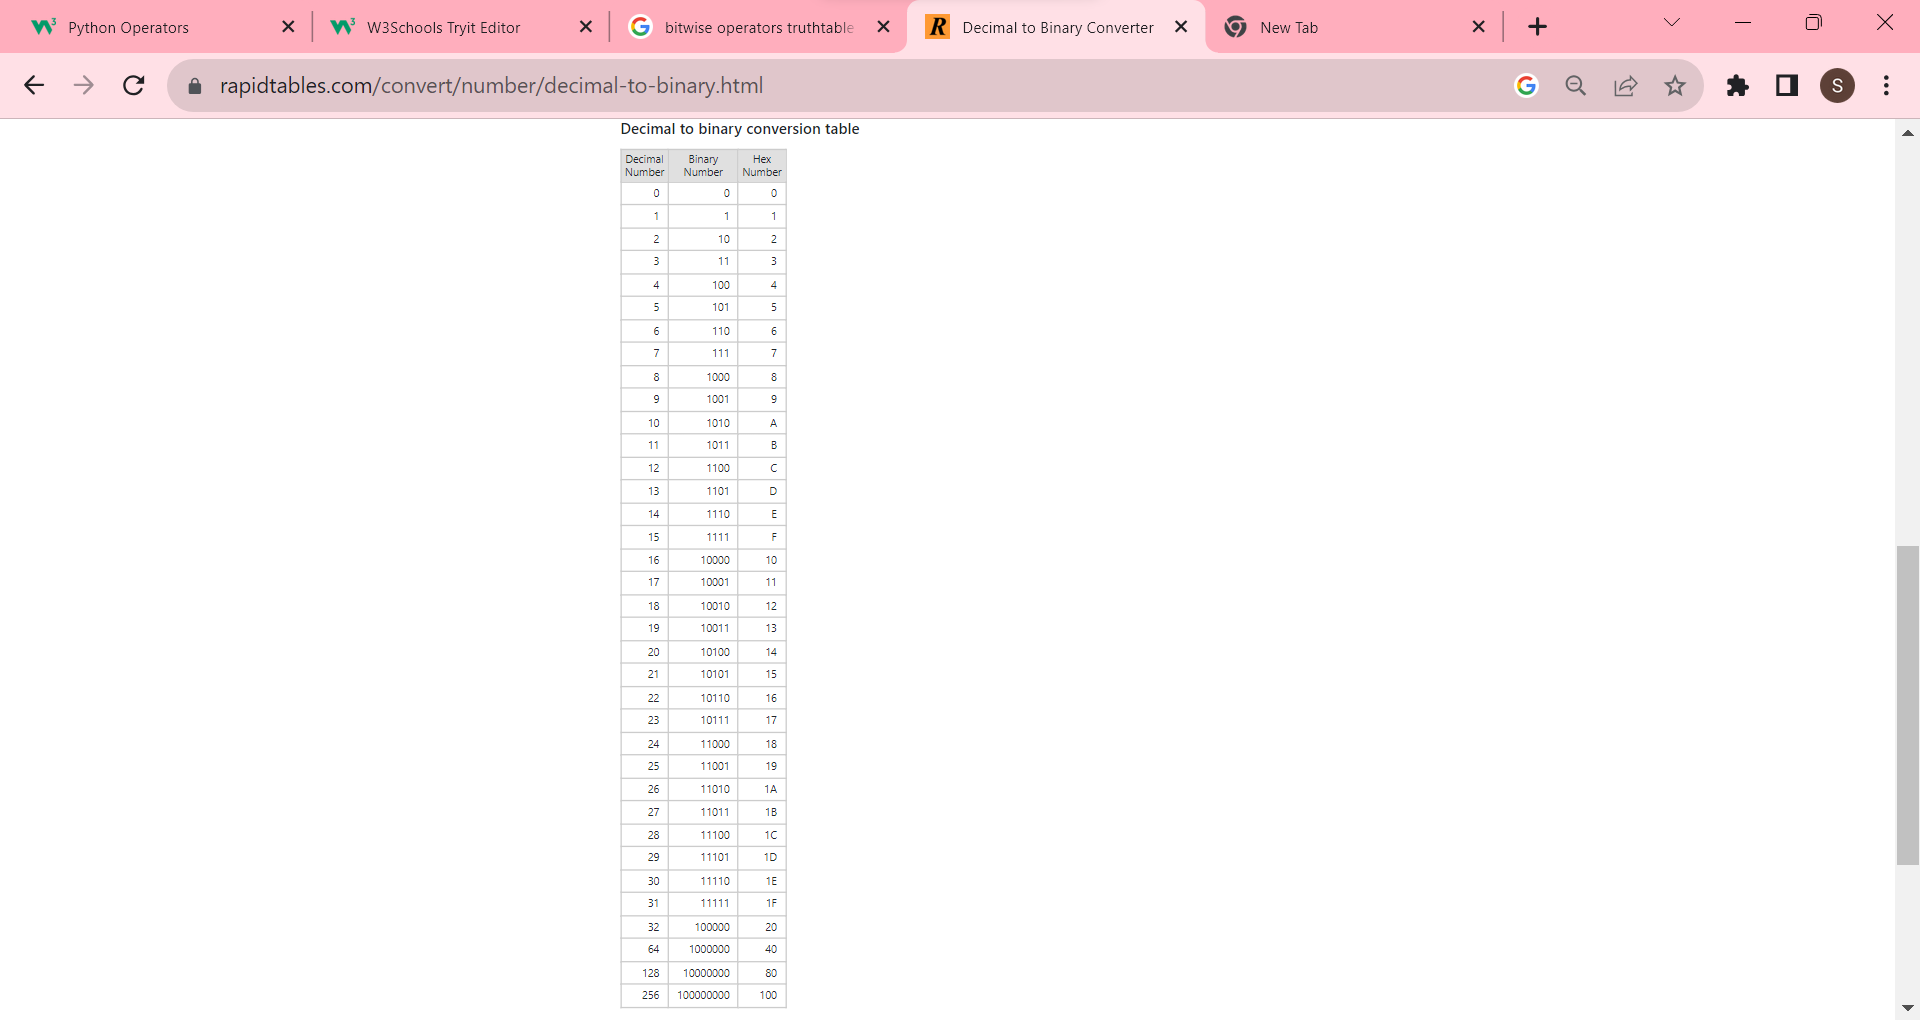 Python Operators
W3Schools Tryit Editor
bitwise operators truthtable
Decimal to Binary Converter
New Tab
rapidtables.com/convert/number/decimal-to-binary.html
S
Decimal to binary conversion table
Decimal Number Binary Number Hex Number
0 0 0
1 1 1
2 10 2
3 11 3
4 100 4
5 101 5
6 110 6
7 111 7
8 1000 8
9 1001 9
10 1010 A
11 1011 B
12 1100 C
13 1101 D
14 1110 E
15 1111 F
16 10000 10
17 10001 11
18 10010 12
19 10011 13
20 10100 14
21 10101 15
22 10110 16
23 10111 17
24 11000 18
25 11001 19
26 11010 1A
27 11011 1B
28 11100 1C
29 11101 1D
30 11110 1E
31 11111 1F
32 100000 20
64 1000000 40
128 10000000 80
256 100000000 100